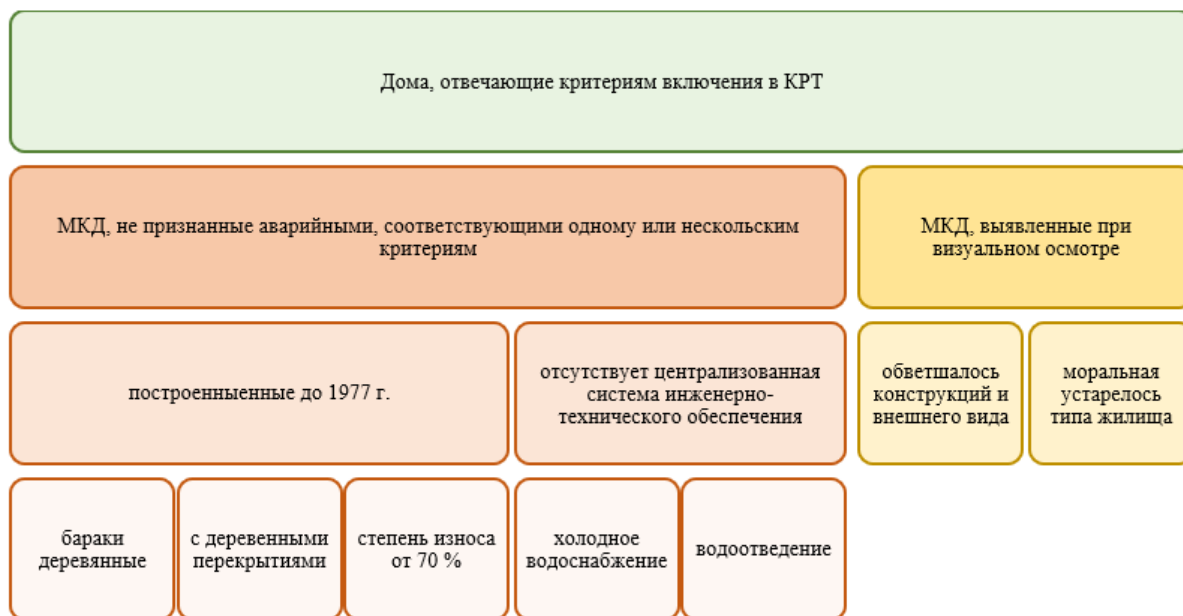 Дома, отвечающие критериям включения в КРТ
МКД, не признанные аварийными, соответствующими одному или нескольским
критериям
МКД, выявленные при
визуальном осмотре
построенныенные до 1977 г.
отсутствует централизованная
система инженерно-
технического обеспечения
обветшалось
конструкций и
внешнего вида
моральная
устарелось
типа жилища
бараки
деревянные
с деревенными
перекрытиями
степень износа
от 70 %
холодное
водоснабжение
водоотведение